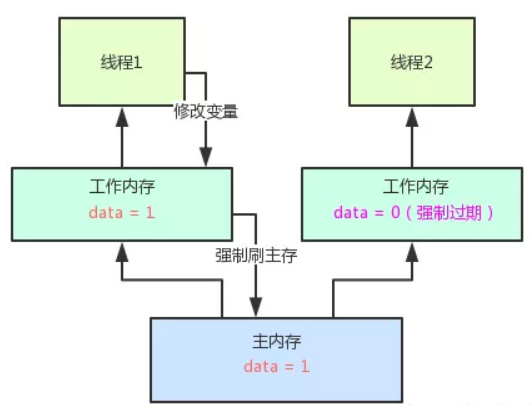 线程1
线程2
修改变量
工作内存
data = 1
工作内存
data = 0 ( 强制过期 )
强制刷主存
主内存
data = 1